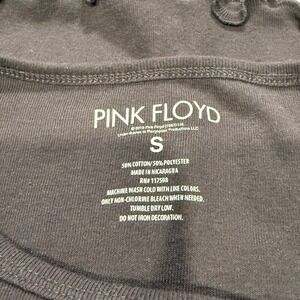 PINK FLOYD
S
50% COTTON/50% POLYESTER
MADE IN NICARAGUA
RN# 117508
MACHINE WASH COLD WITH LIKE COLORS.
ONLY NON-CHLORINE BLEACH WHEN NEEDED.
TUMBLE DRY LOW.
DO NOT IRON DECORATION.